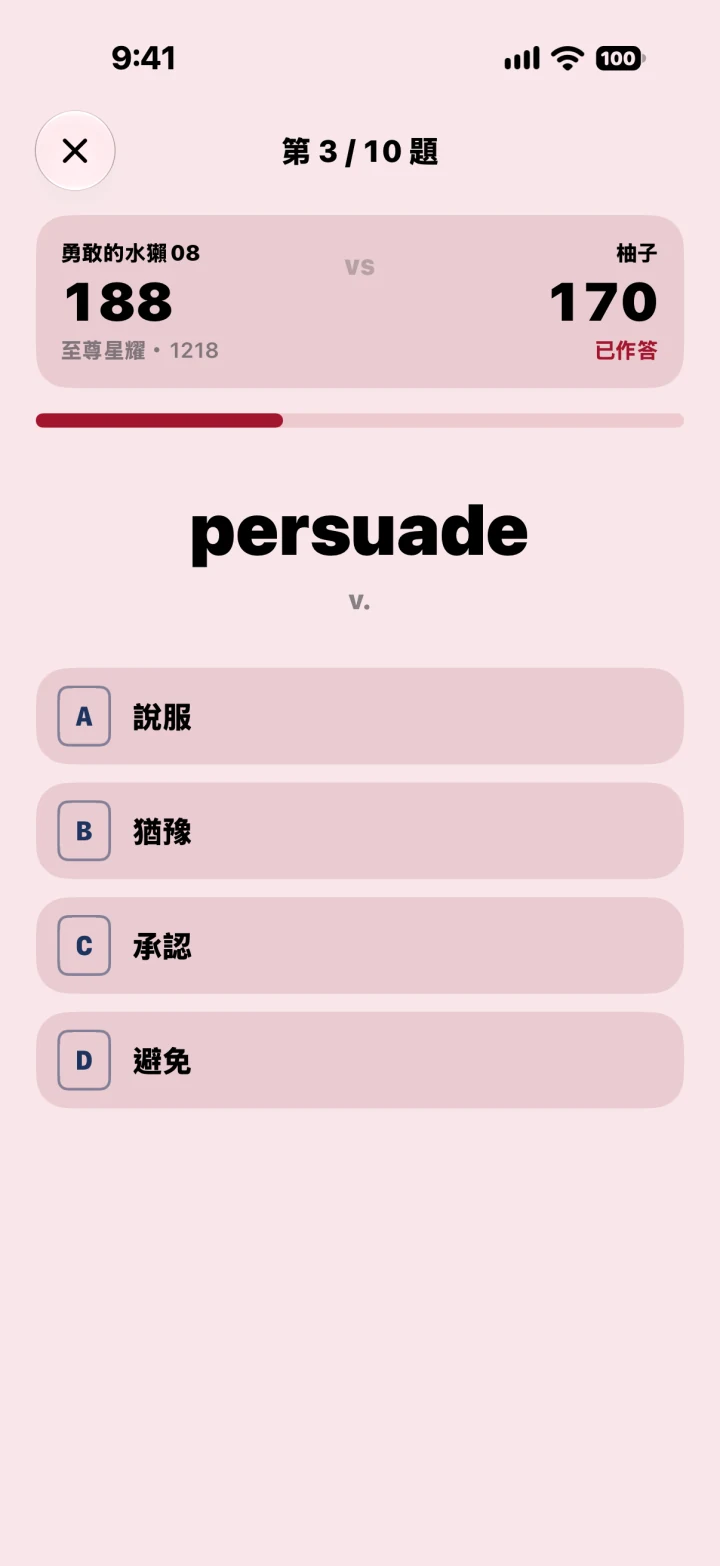 9:41
100
第 3 / 10 題
勇敢的水獺08
vs
柚子
188
170
至尊星耀・1218
已作答
persuade
v.
A 說服
B 猶豫
C 承認
D 避免